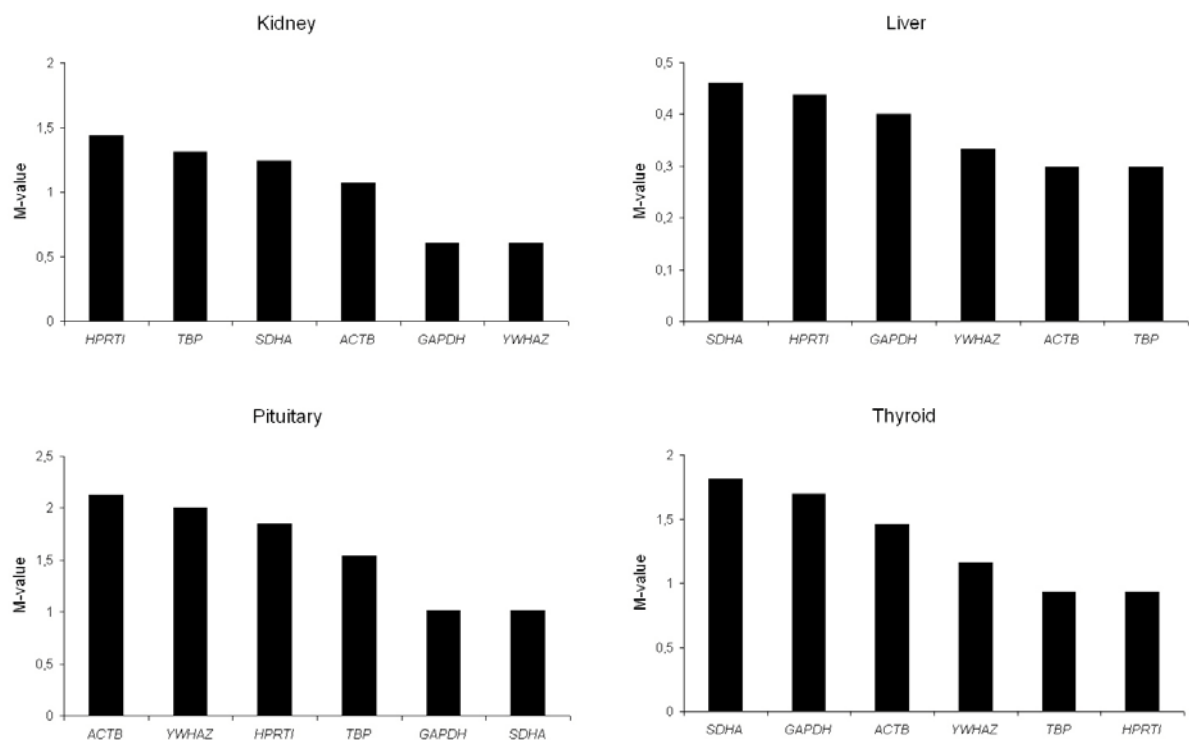 Kidney
M-value
2
1,5
1
0,5
0
HPRTI TBP SDHA ACTB GAPDH YWHAZ
Liver
M-value
0,5
0,4
0,3
0,2
0,1
0
SDHA HPRTI GAPDH YWHAZ ACTB TBP
Pituitary
M-value
2,5
2
1,5
1
0,5
0
ACTB YWHAZ HPRTI TBP GAPDH SDHA
Thyroid
M-value
2
1,5
1
0,5
0
SDHA GAPDH ACTB YWHAZ TBP HPRTI